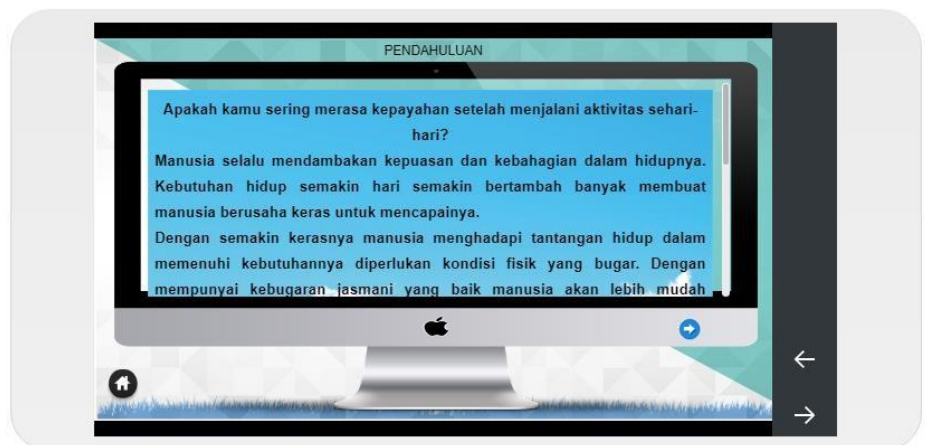 PENDAHULUAN
Apakah kamu sering merasa kepayahan setelah menjalani aktivitas sehari-
hari?
Manusia selalu mendambakan kepuasan dan kebahagian dalam hidupnya.
Kebutuhan hidup semakin hari semakin bertambah banyak membuat
manusia berusaha keras untuk mencapainya.
Dengan semakin kerasnya manusia menghadapi tantangan hidup dalam
memenuhi kebutuhannya diperlukan kondisi fisik yang bugar. Dengan
mempunyai kebugaran jasmani yang baik manusia akan lebih mudah